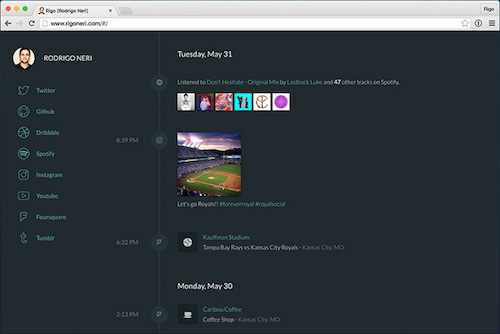 Rigo (Rodrigo Neri)
Rigo
www.rigoneri.com/#/
RODRIGO NERI
Twitter
Github
Dribbble
Spotify
Instagram
Youtube
Foursquare
Tumblr
Tuesday, May 31
Listened to Don't Hesitate - Original Mix by Laidback Luke and 47 other tracks on Spotify.
8:39 PM
Let's go Royals!! #foreverroyal #royalsocial
6:32 PM
Kauffman Stadium
Tampa Bay Rays vs Kansas City Royals - Kansas City, MO
Monday, May 30
2:13 PM
Caribou Coffee
Coffee Shop - Kansas City, MO